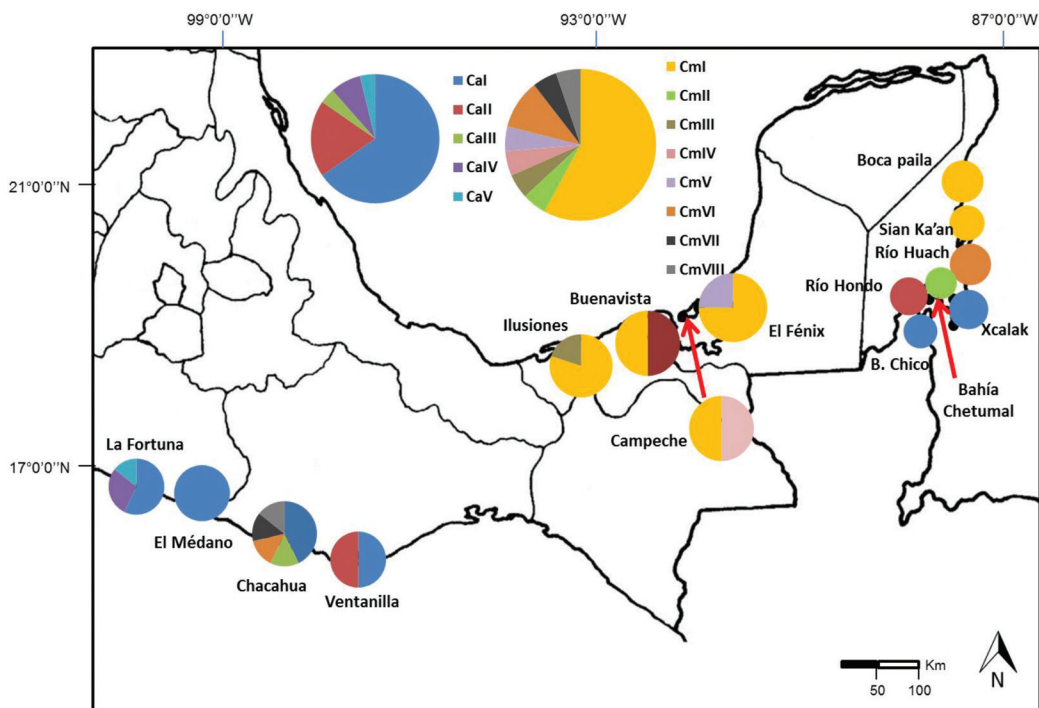 99°0'0"W
93°0'0"W
87°0'0"W
21°0'0"N
17°0'0"N
CaI
CaII
CaIII
CaIV
CaV
CmI
CmII
CmIII
CmIV
CmV
CmVI
CmVII
CmVIII
Boca paila
Sian Ka'an
Río Huach
Río Hondo
Xcalak
B. Chico
Bahía
Chetumal
Buenavista
Ilusiones
El Fénix
Campeche
La Fortuna
El Médano
Chacahua
Ventanilla
Km
50 100
N